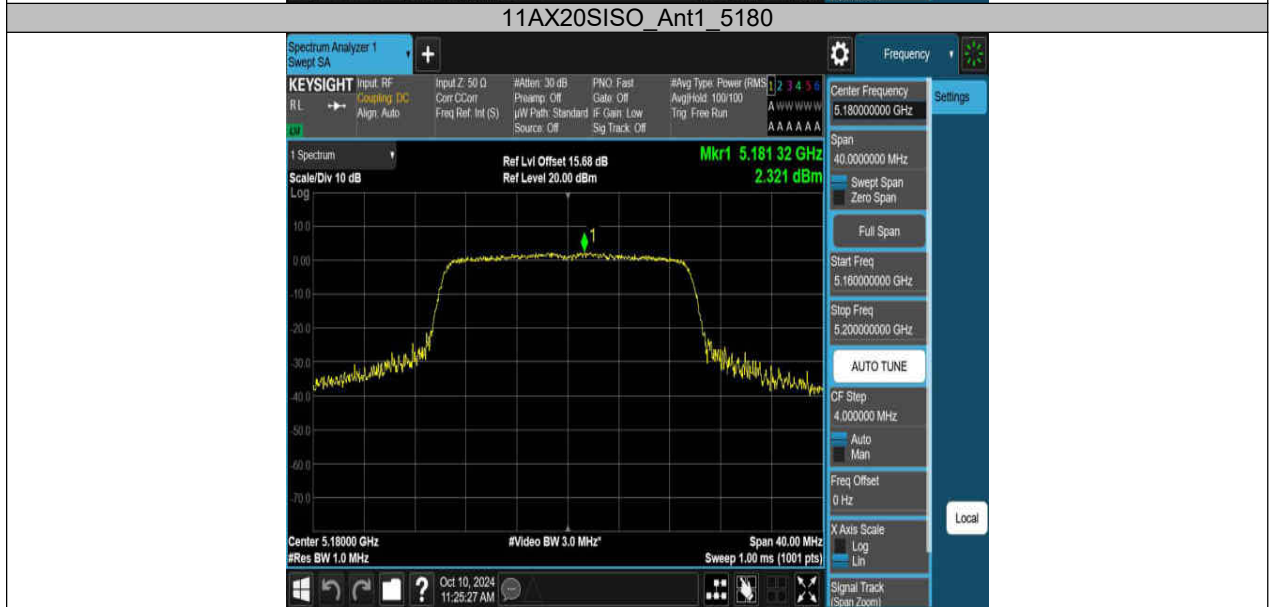 11AX20SISO_Ant1_5180
Spectrum Analyzer 1
Swept SA
+
Frequency
KEYSIGHT
RL
LM
Input: RF
Coupling: DC
Align: Auto
Input Z: 50 Ω
Corr CCorr
Freq Ref: Int (S)
#Atten: 30 dB
Preamp: Off
µW Path: Standard
Source: Off
PNO: Fast
Gate: Off
IF Gain: Low
Sig Track: Off
#Avg Type: Power (RMS
Avg|Hold: 100/100
Trig: Free Run
1 2 3 4 5 6
A W W W W W
A A A A A A
1 Spectrum
Scale/Div 10 dB
Log
Ref Lvl Offset 15.68 dB
Ref Level 20.00 dBm
Mkr1 5.181 32 GHz
2.321 dBm
1
10.0
0.00
-10.0
-20.0
-30.0
-40.0
-50.0
-60.0
-70.0
Center 5.18000 GHz
#Res BW 1.0 MHz
#Video BW 3.0 MHz*
Span 40.00 MHz
Sweep 1.00 ms (1001 pts)
?
Oct 10, 2024
11:25:27 AM
Center Frequency
5.180000000 GHz
Settings
Span
40.0000000 MHz
Swept Span
Zero Span
Full Span
Start Freq
5.160000000 GHz
Stop Freq
5.200000000 GHz
AUTO TUNE
CF Step
4.000000 MHz
Auto
Man
Freq Offset
0 Hz
Local
X Axis Scale
Log
Lin
Signal Track
(Span Zoom)